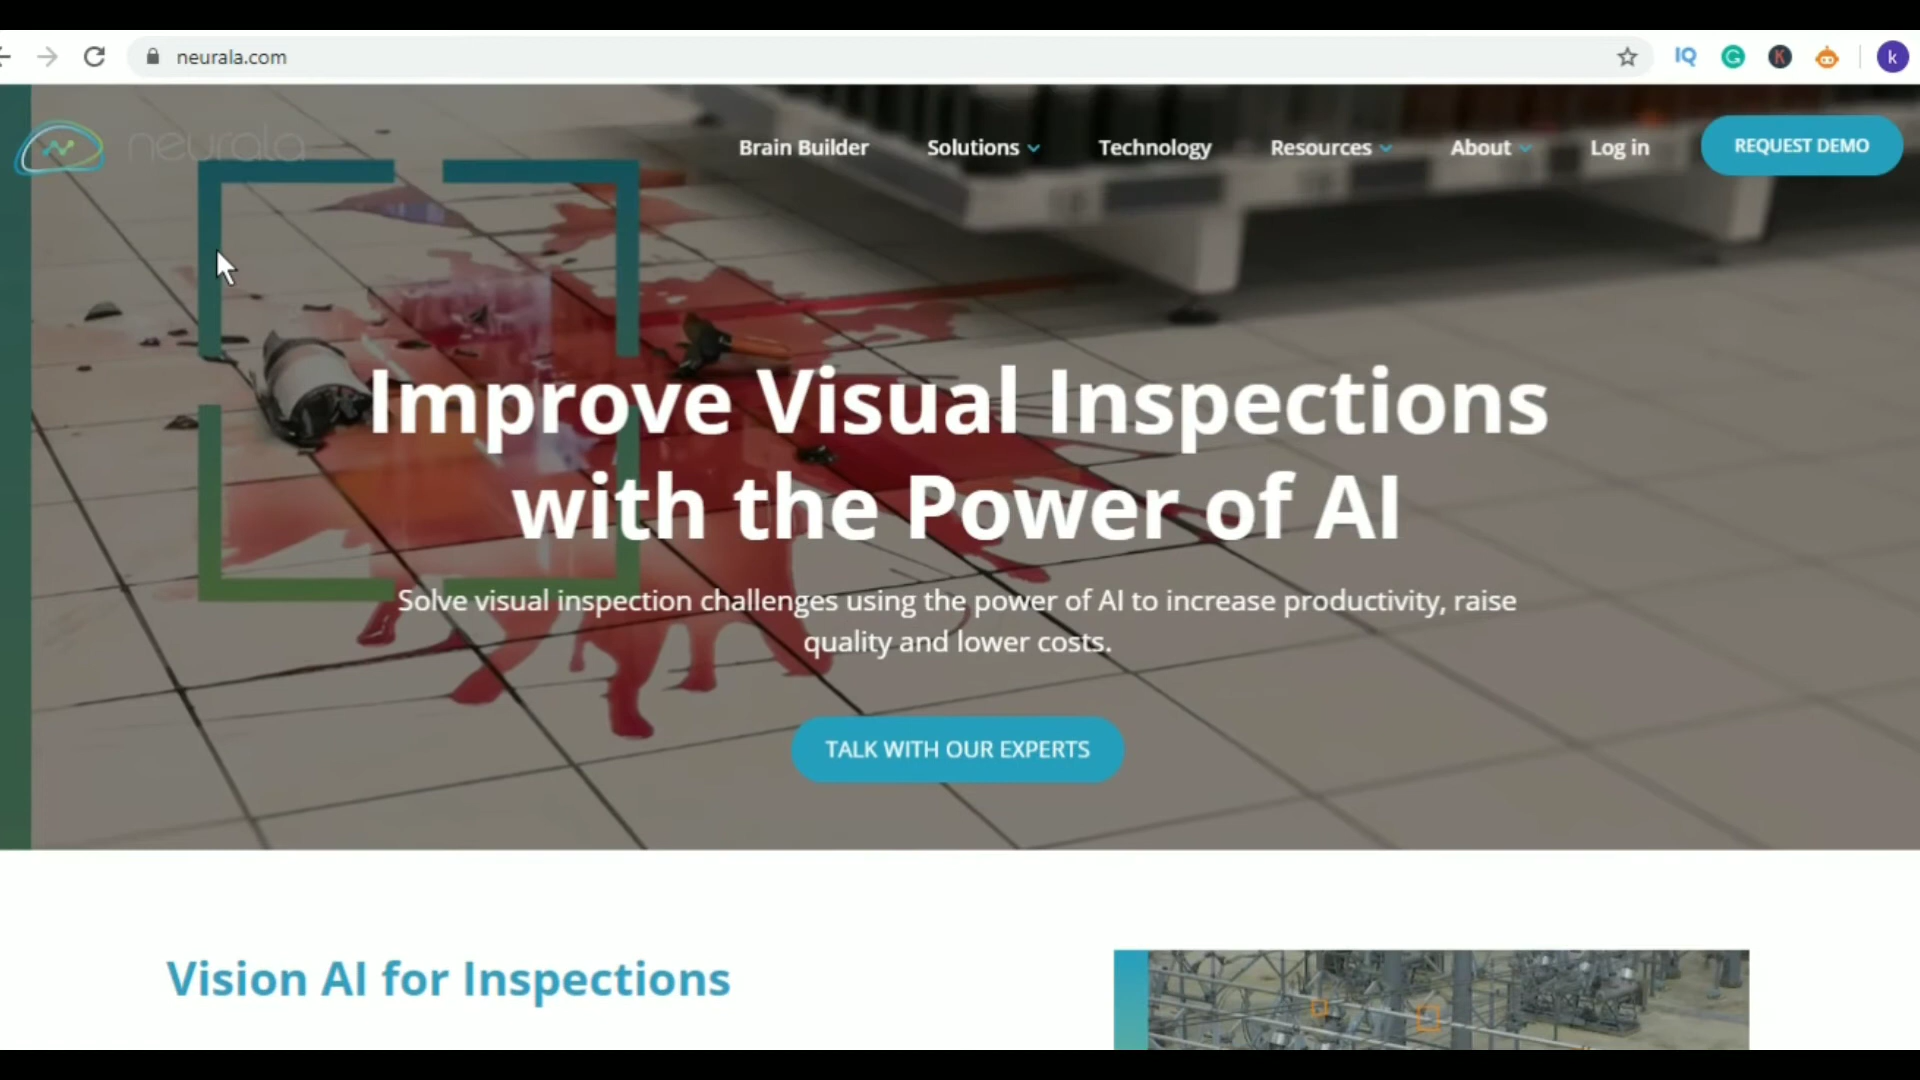 neurala.com
IQ
G
K
k
neurala
Brain Builder
Solutions
Technology
Resources
About
Log in
REQUEST DEMO
Improve Visual Inspections
with the Power of AI
Solve visual inspection challenges using the power of AI to increase productivity, raise
quality and lower costs.
TALK WITH OUR EXPERTS
Vision AI for Inspections